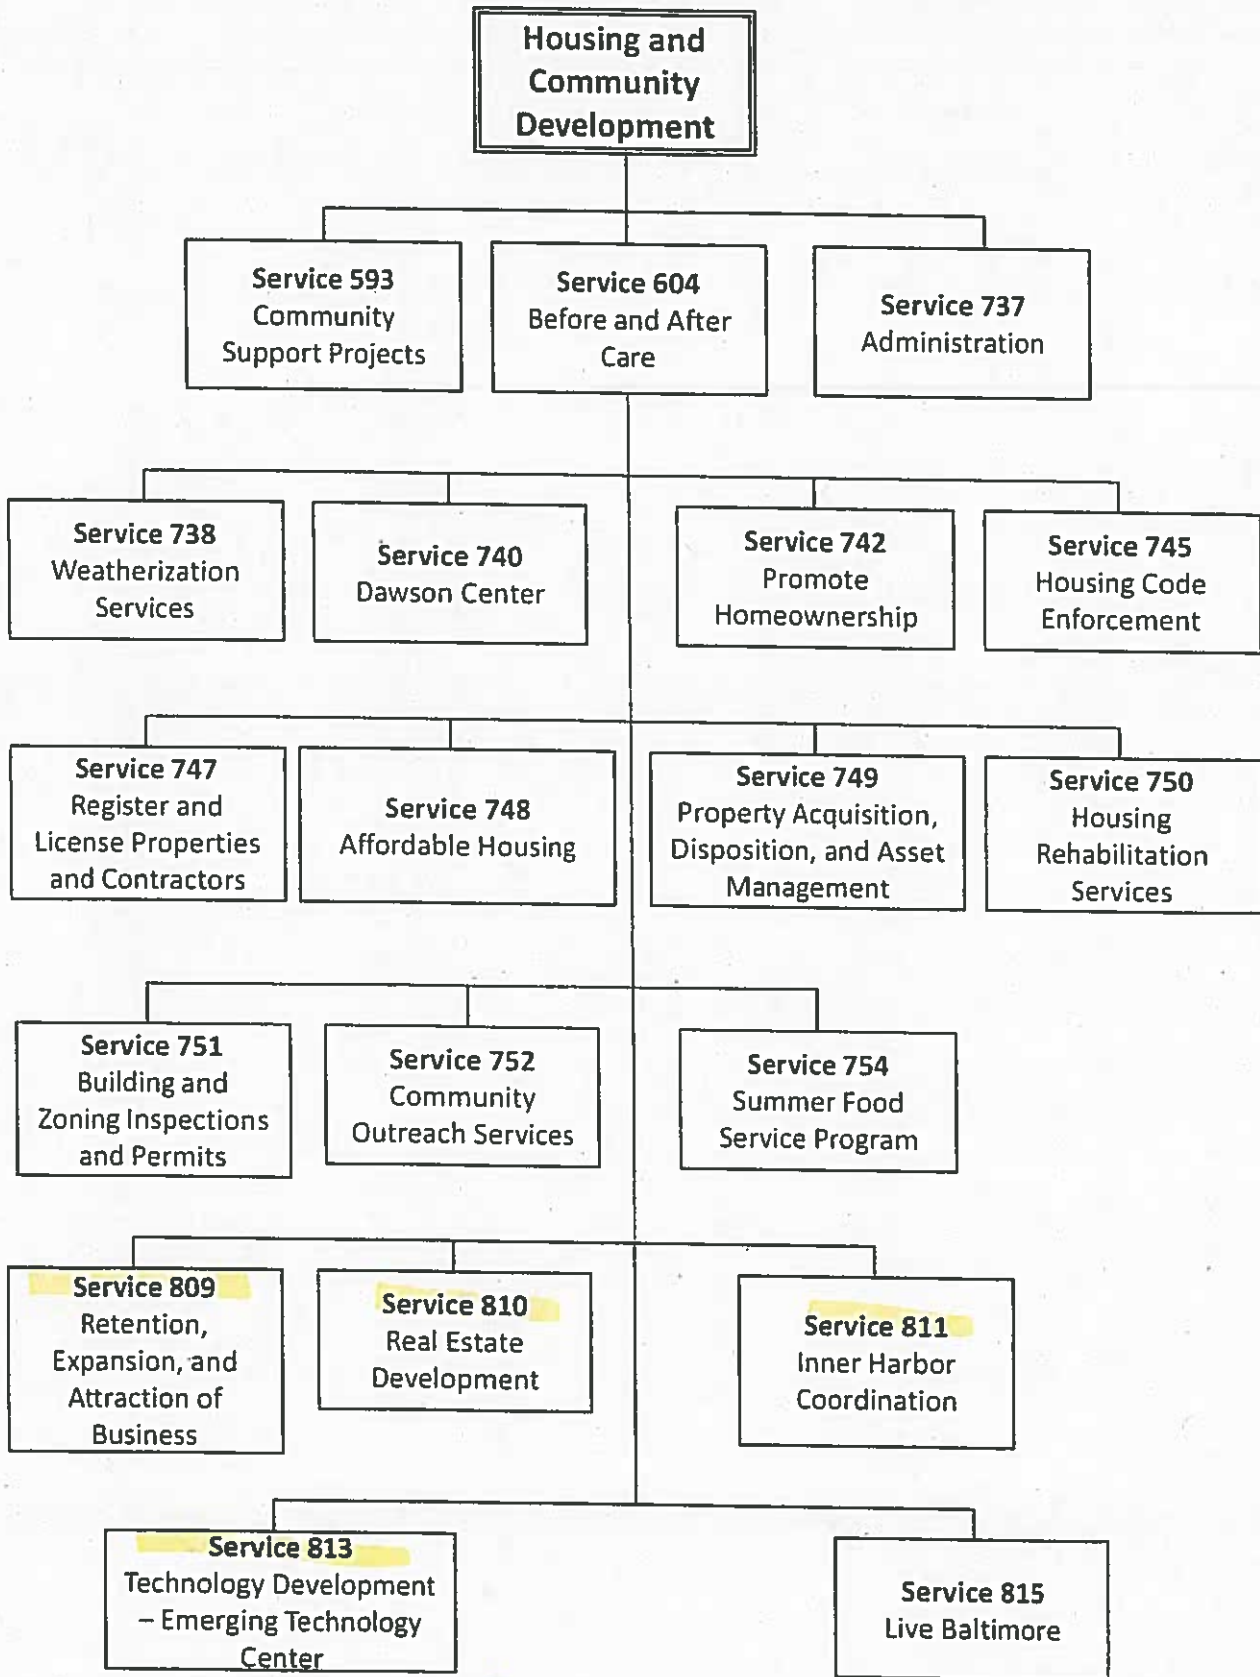 Housing and
Community
Development
Service 593
Community
Support Projects
Service 604
Before and After
Care
Service 737
Administration
Service 738
Weatherization
Services
Service 740
Dawson Center
Service 742
Promote
Homeownership
Service 745
Housing Code
Enforcement
Service 747
Register and
License Properties
and Contractors
Service 748
Affordable Housing
Service 749
Property Acquisition,
Disposition, and Asset
Management
Service 750
Housing
Rehabilitation
Services
Service 751
Building and
Zoning Inspections
and Permits
Service 752
Community
Outreach Services
Service 754
Summer Food
Service Program
Service 809
Retention,
Expansion, and
Attraction of
Business
Service 810
Real Estate
Development
Service 811
Inner Harbor
Coordination
Service 813
Technology Development
– Emerging Technology
Center
Service 815
Live Baltimore